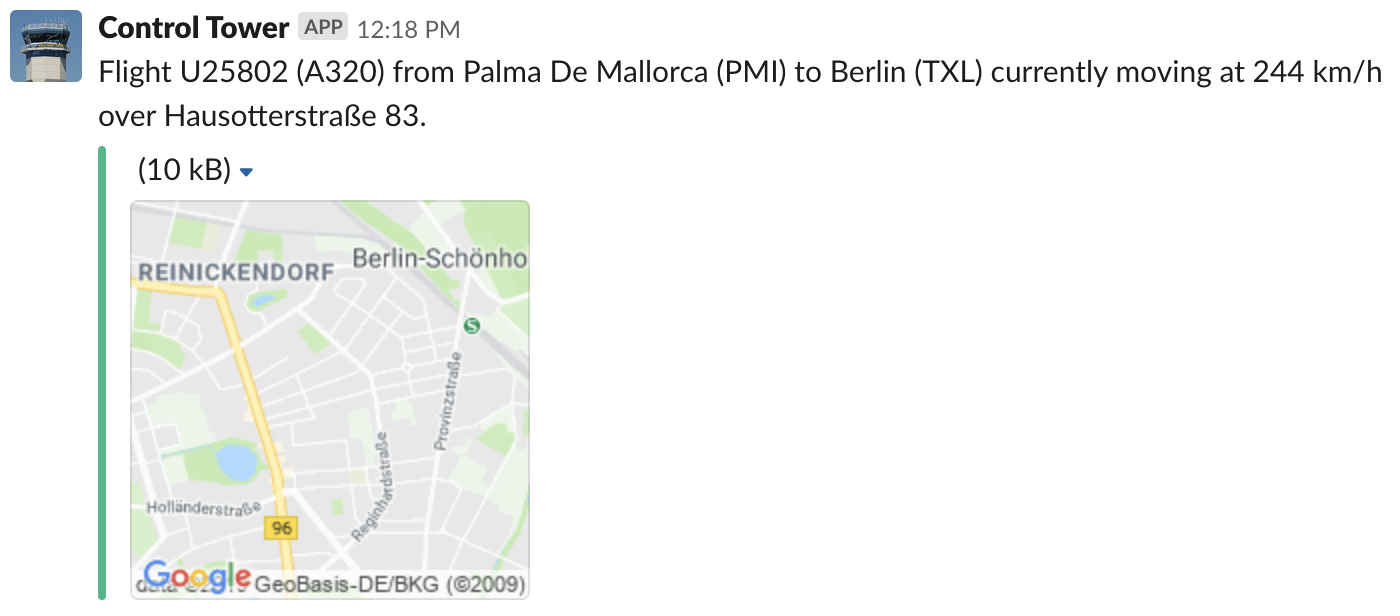 Control Tower APP 12:18 PM
Flight U25802 (A320) from Palma De Mallorca (PMI) to Berlin (TXL) currently moving at 244 km/h
over Hausotterstraße 83.
(10 kB)
Berlin-Schönho
REINICKENDORF
S
Provinzstraße
Reginhardstraße
Holländerstraße
96
Google
GeoBasis-DE/BKG (©2009)